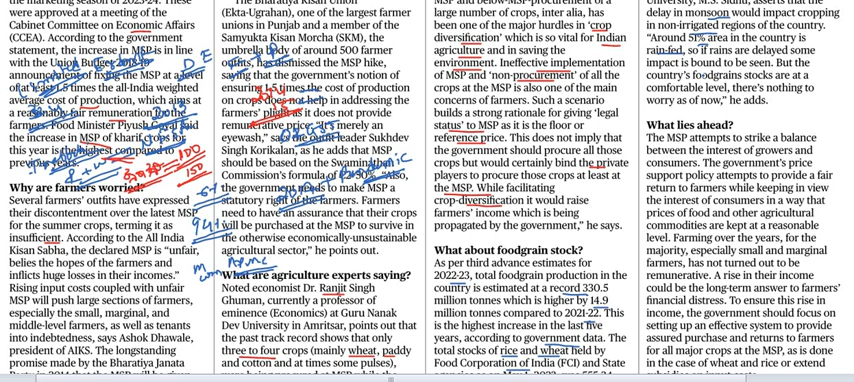 the marketing season of 2023-24. These
were approved at a meeting of the
Cabinet Committee on Economic Affairs
(CCEA). According to the government
statement, the increase in MSP is in line
with the Union Budget 2018-19
announcement of fixing the MSP at a level
of at least 1.5 times the all-India weighted
average cost of production, which aims at
a reasonably fair remuneration to the
farmers. Food Minister Piyush Goyal said
the increase in MSP of kharif crops for
this year is the highest compared to
previous years.
Why are farmers worried?
Several farmers' outfits have expressed
their discontentment over the latest MSP
for the summer crops, terming it as
insufficient. According to the All India
Kisan Sabha, the declared MSP is "unfair,
belies the hopes of the farmers and
inflicts huge losses in their incomes."
Rising input costs coupled with unfair
MSP will push large sections of farmers,
especially the small, marginal, and
middle-level farmers, as well as tenants
into indebtedness, says Ashok Dhawale,
president of AIKS. The longstanding
promise made by the Bharatiya Janata
The Bharatiya Kisan Union
(Ekta-Ugrahan), one of the largest farmer
unions in Punjab and a member of the
Samyukta Kisan Morcha (SKM), the
umbrella body of around 500 farmer
outfits, has dismissed the MSP hike,
saying that the government's notion of
ensuring 1.5 times the cost of production
on crops does not help in addressing the
farmers' plight as it does not provide
remunerative price. "It's merely an
eyewash," says the outfit leader Sukhdev
Singh Korikalan, as he adds that MSP
should be based on the Swaminathan
Commission's formula of C2+50%. "Also,
the government needs to make MSP a
statutory right of the farmers. Farmers
need to have an assurance that their crops
will be purchased at the MSP to survive in
the otherwise economically-unsustainable
agricultural sector," he points out.
What are agriculture experts saying?
Noted economist Dr. Ranjit Singh
Ghuman, currently a professor of
eminence (Economics) at Guru Nanak
Dev University in Amritsar, points out that
the past track record shows that only
three to four crops (mainly wheat, paddy
and cotton and at times some pulses),
MSP and below-MSP-procurement of a
large number of crops, inter alia, has
been one of the major hurdles in 'crop
diversification' which is so vital for Indian
agriculture and in saving the
environment. Ineffective implementation
of MSP and 'non-procurement' of all the
crops at the MSP is also one of the main
concerns of farmers. Such a scenario
builds a strong rationale for giving 'legal
status' to MSP as it is the floor or
reference price. This does not imply that
the government should procure all those
crops but would certainly bind the private
players to procure those crops at least at
the MSP. While facilitating
crop-diversification it would raise
farmers' income which is being
propagated by the government," he says.
What about foodgrain stock?
As per third advance estimates for
2022-23, total foodgrain production in the
country is estimated at a record 330.5
million tonnes which is higher by 14.9
million tonnes compared to 2021-22. This
is the highest increase in the last five
years, according to government data. The
total stocks of rice and wheat held by
Food Corporation of India (FCI) and State
University, M.S. Sidhu, asserts that the
delay in monsoon would impact cropping
in non-irrigated regions of the country.
"Around 51% area in the country is
rain-fed, so if rains are delayed some
impact is bound to be seen. But the
country's foodgrains stocks are at a
comfortable level, there's nothing to
worry as of now," he adds.
What lies ahead?
The MSP attempts to strike a balance
between the interest of growers and
consumers. The government's price
support policy attempts to provide a fair
return to farmers while keeping in view
the interest of consumers in a way that
prices of food and other agricultural
commodities are kept at a reasonable
level. Farming over the years, for the
majority, especially small and marginal
farmers, has not turned out to be
remunerative. A rise in their income
could be the long-term answer to farmers'
financial distress. To ensure this rise in
income, the government should focus on
setting up an effective system to provide
assured purchase and returns to farmers
for all major crops at the MSP, as is done
in the case of wheat and rice or extend